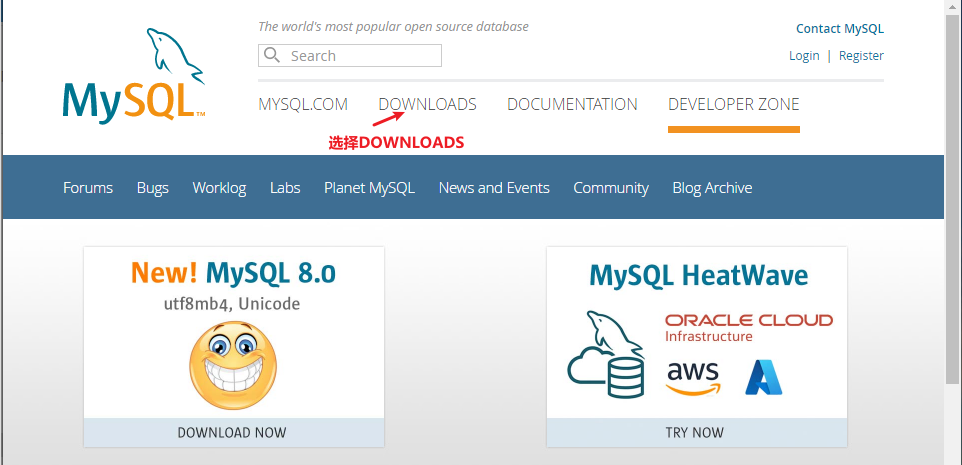 The world's most popular open source database
Contact MySQL
Search
Login | Register
MySQL™
MYSQL.COM DOWNLOADS DOCUMENTATION DEVELOPER ZONE
选择DOWNLOADS
Forums Bugs Worklog Labs Planet MySQL News and Events Community Blog Archive
New! MySQL 8.0
utf8mb4, Unicode
DOWNLOAD NOW
MySQL HeatWave
ORACLE CLOUD
Infrastructure
aws
TRY NOW